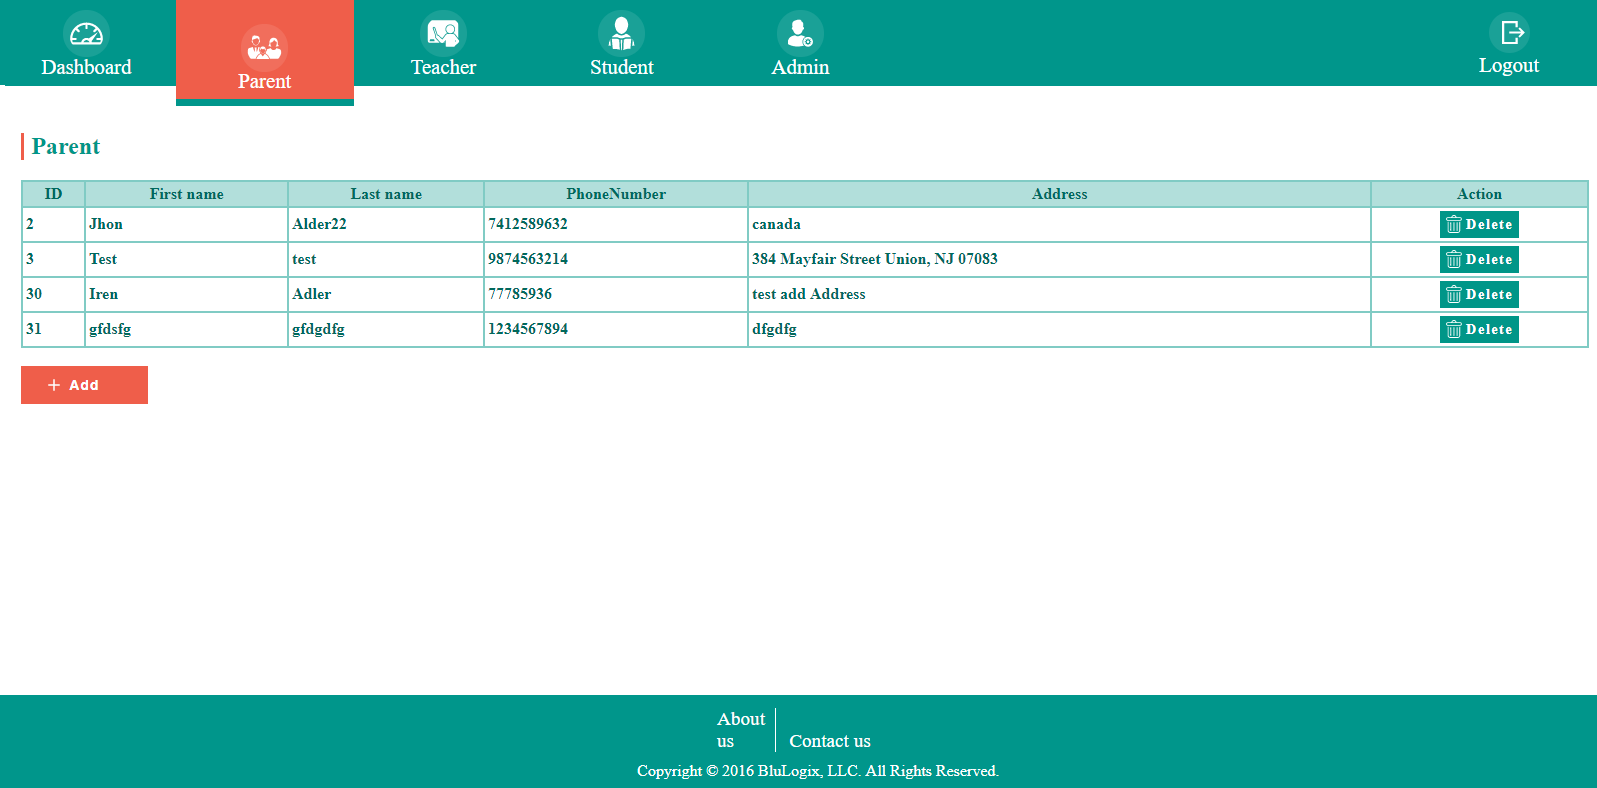 Dashboard
Parent
Teacher
Student
Admin
Logout
Parent
ID First name Last name PhoneNumber Address Action
2 Jhon Alder22 7412589632 canada Delete
3 Test test 9874563214 384 Mayfair Street Union, NJ 07083 Delete
30 Iren Adler 77785936 test add Address Delete
31 gfdsfg gfdgdfg 1234567894 dfgdfg Delete
+ Add
About
us
Contact us
Copyright © 2016 BluLogix, LLC. All Rights Reserved.